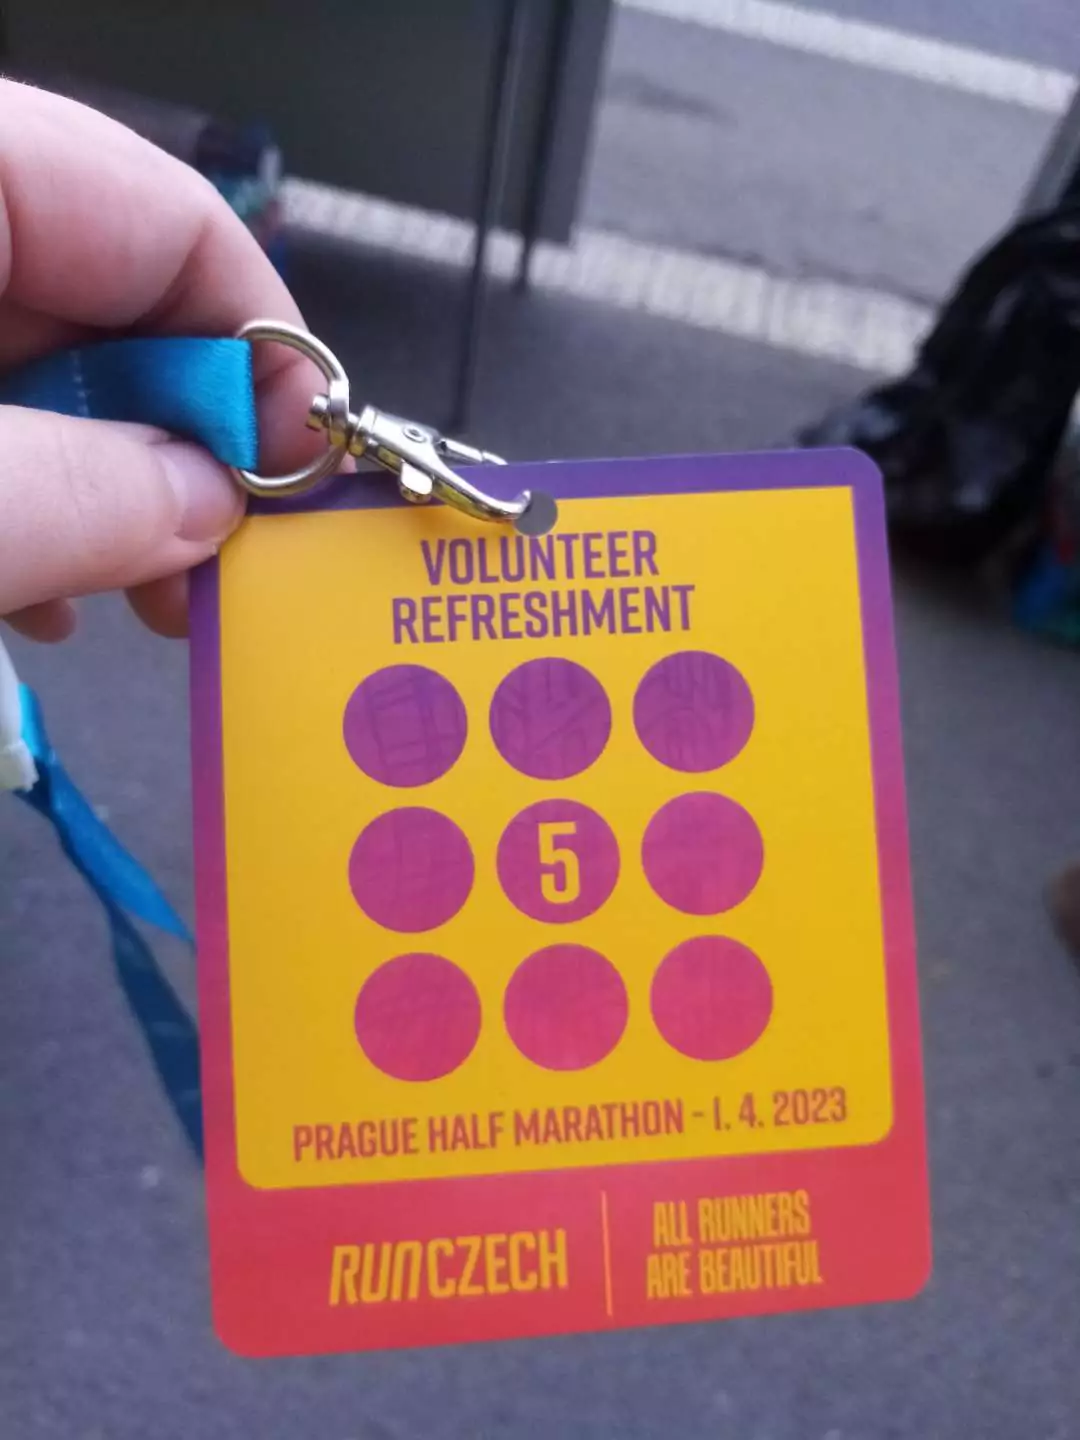 VOLUNTEER
REFRESHMENT
5
PRAGUE HALF MARATHON - 1. 4. 2023
RUNCZECH
ALL RUNNERS
ARE BEAUTIFUL